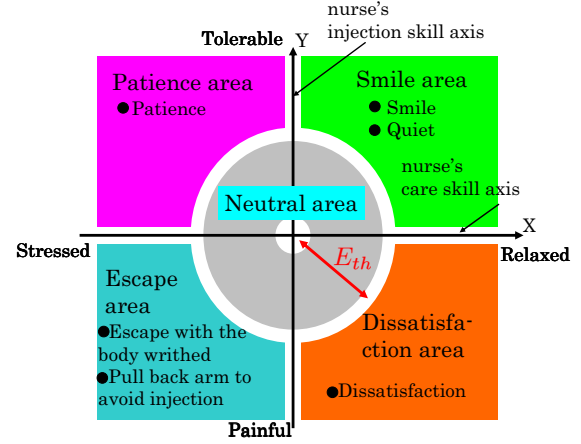 nurse's
injection skill axis
Tolerable
Y
Patience area
● Patience
Smile area
● Smile
● Quiet
nurse's
care skill axis
Neutral area
X
Stressed
Relaxed
E_th
Escape
area
●Escape with the
body writhed
●Pull back arm to
avoid injection
Dissatisfa-
ction area
●Dissatisfaction
Painful